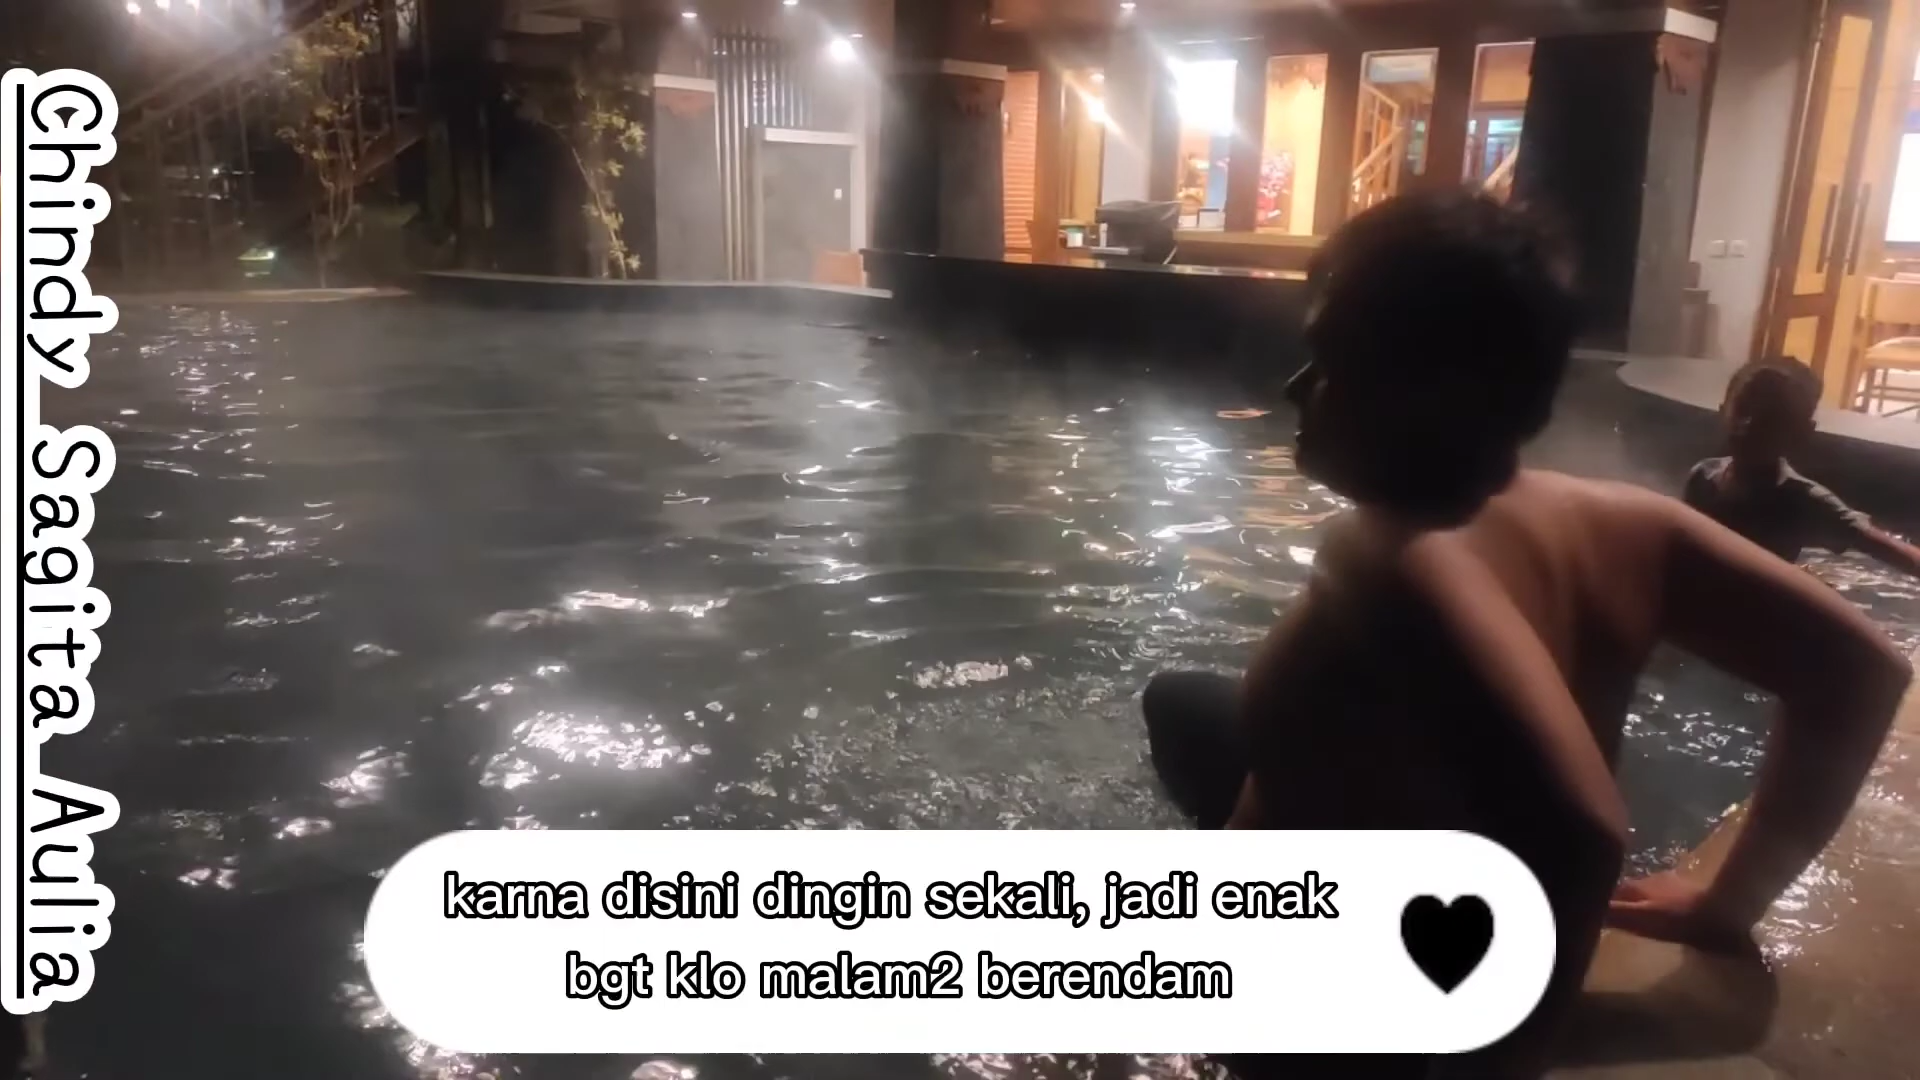 Chindy Sagita Aulia
karna disini dingin sekali, jadi enak
bgt klo malam2 berendam